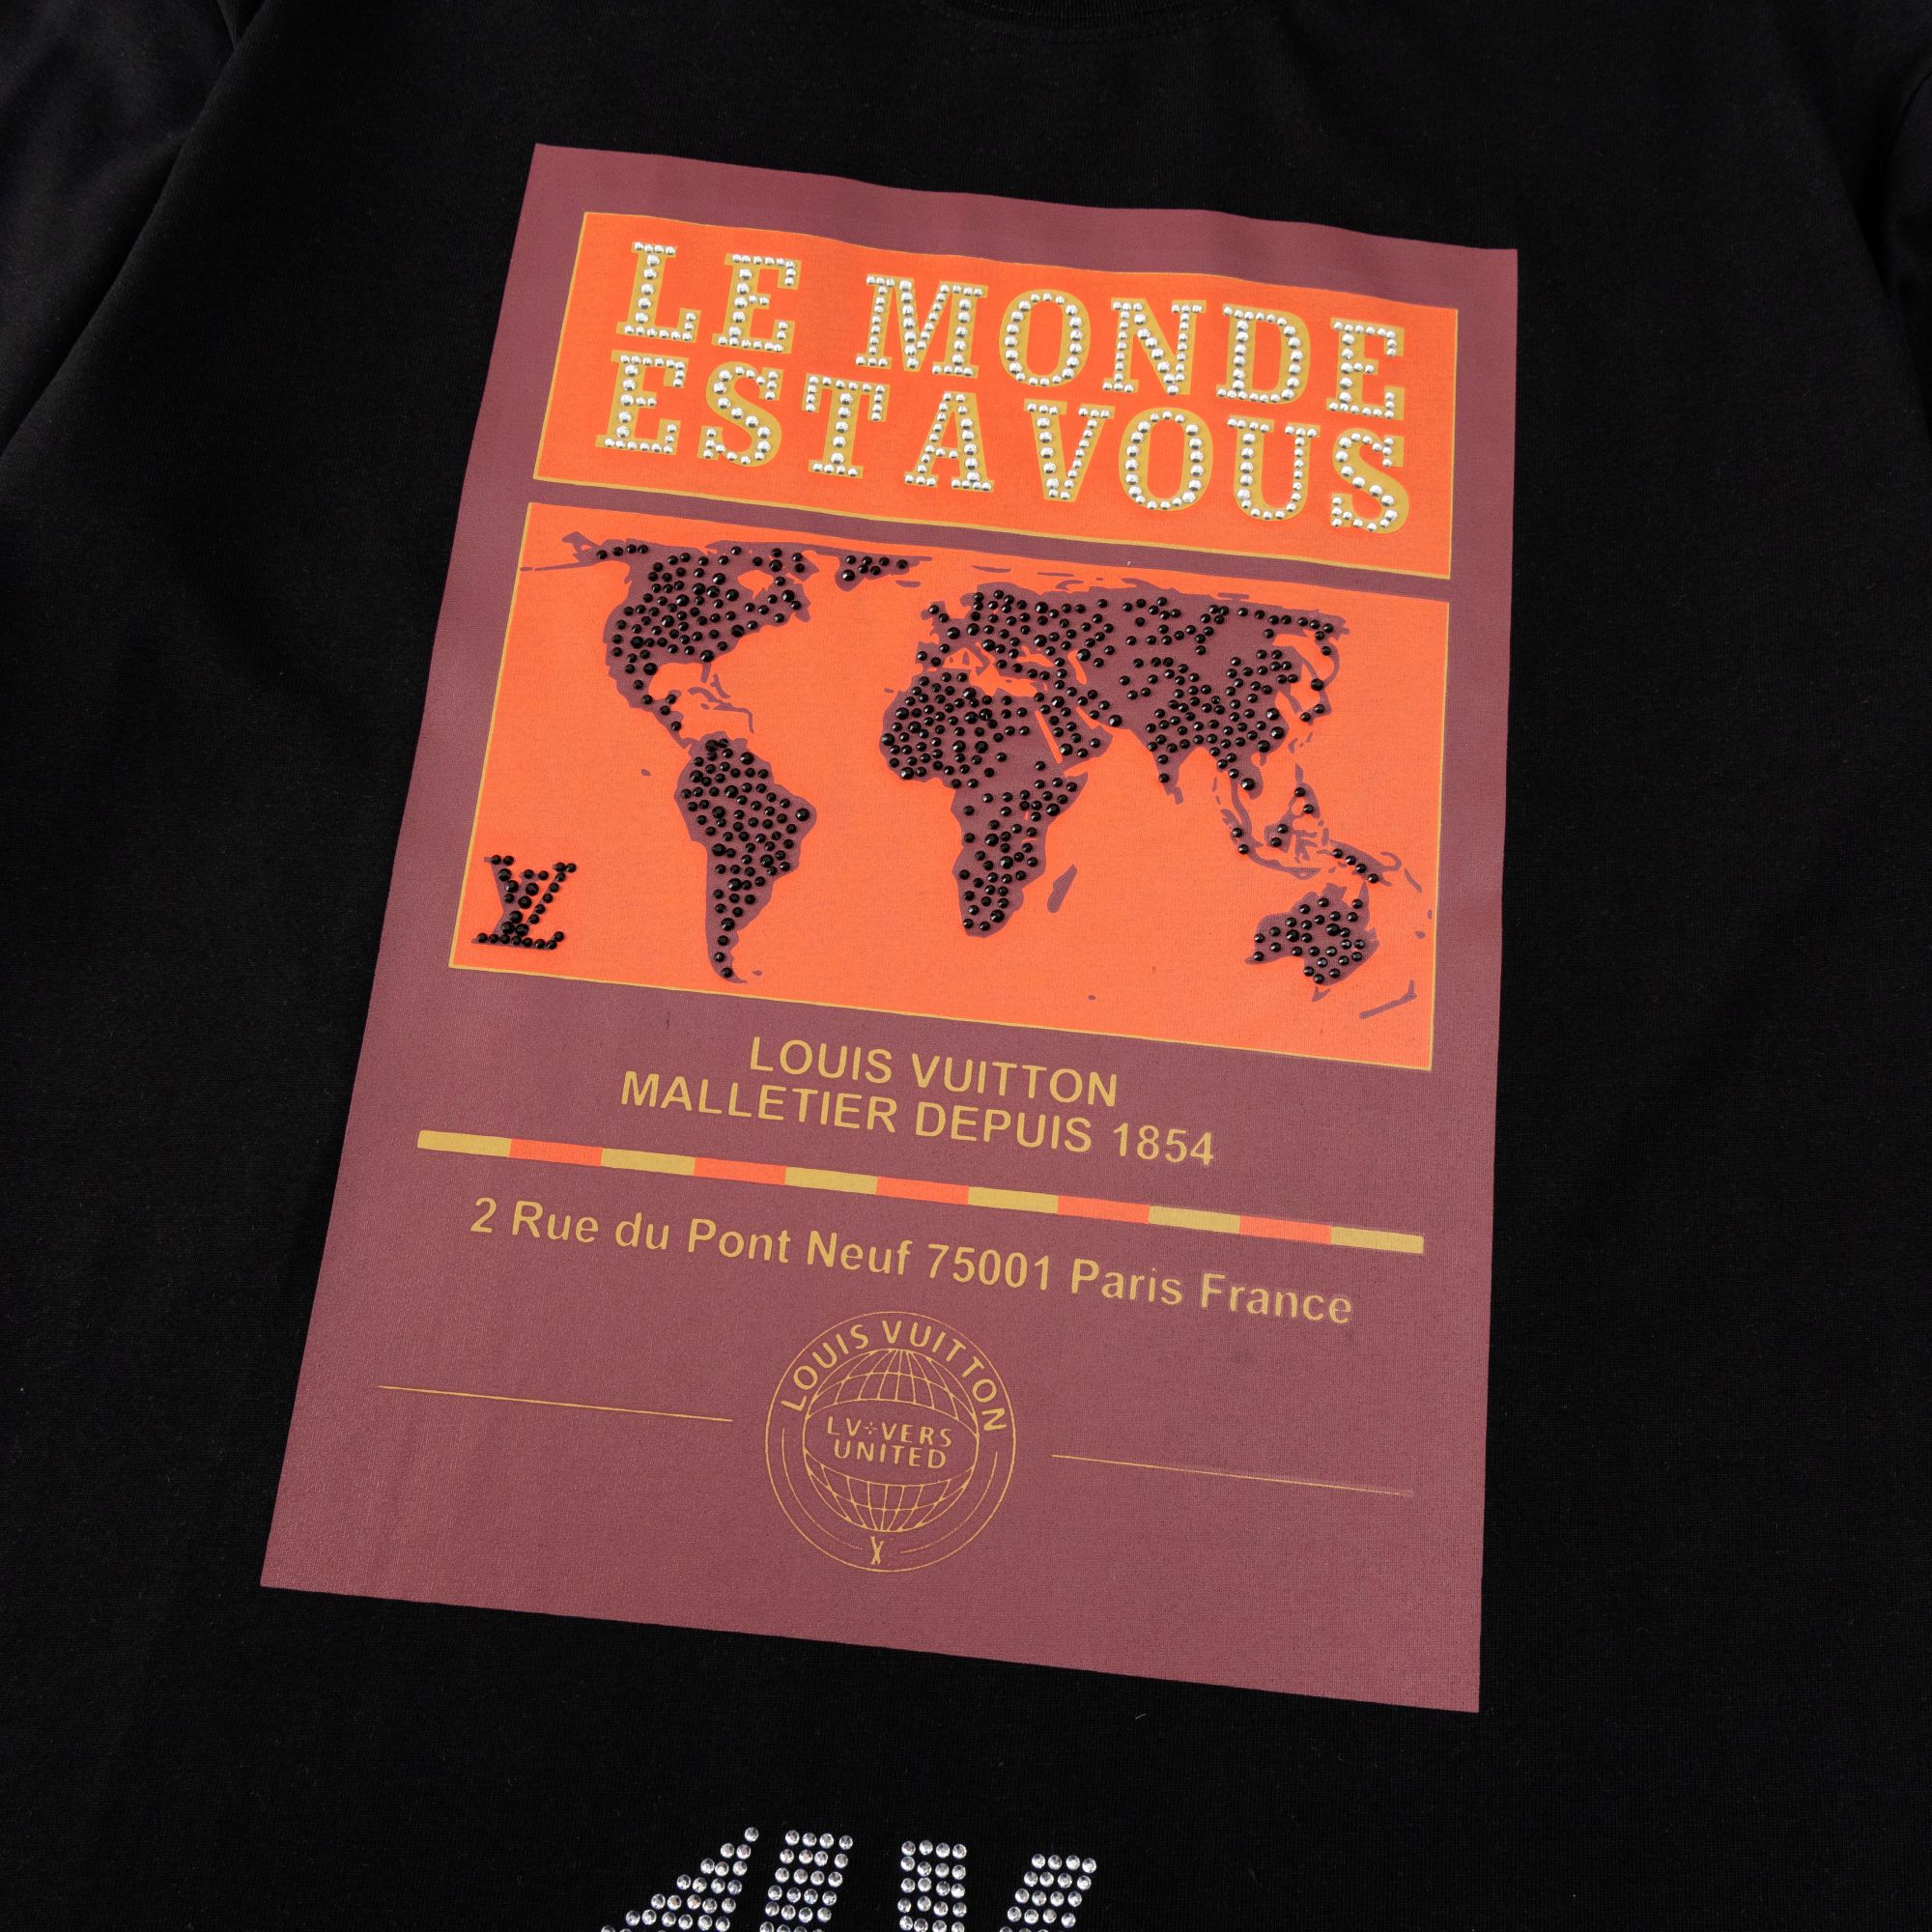 LE MONDE
EST A VOUS
LV
LOUIS VUITTON
MALLETIER DEPUIS 1854
2 Rue du Pont Neuf 75001 Paris France
LOUIS VUITTON
LV÷VERS
UNITED